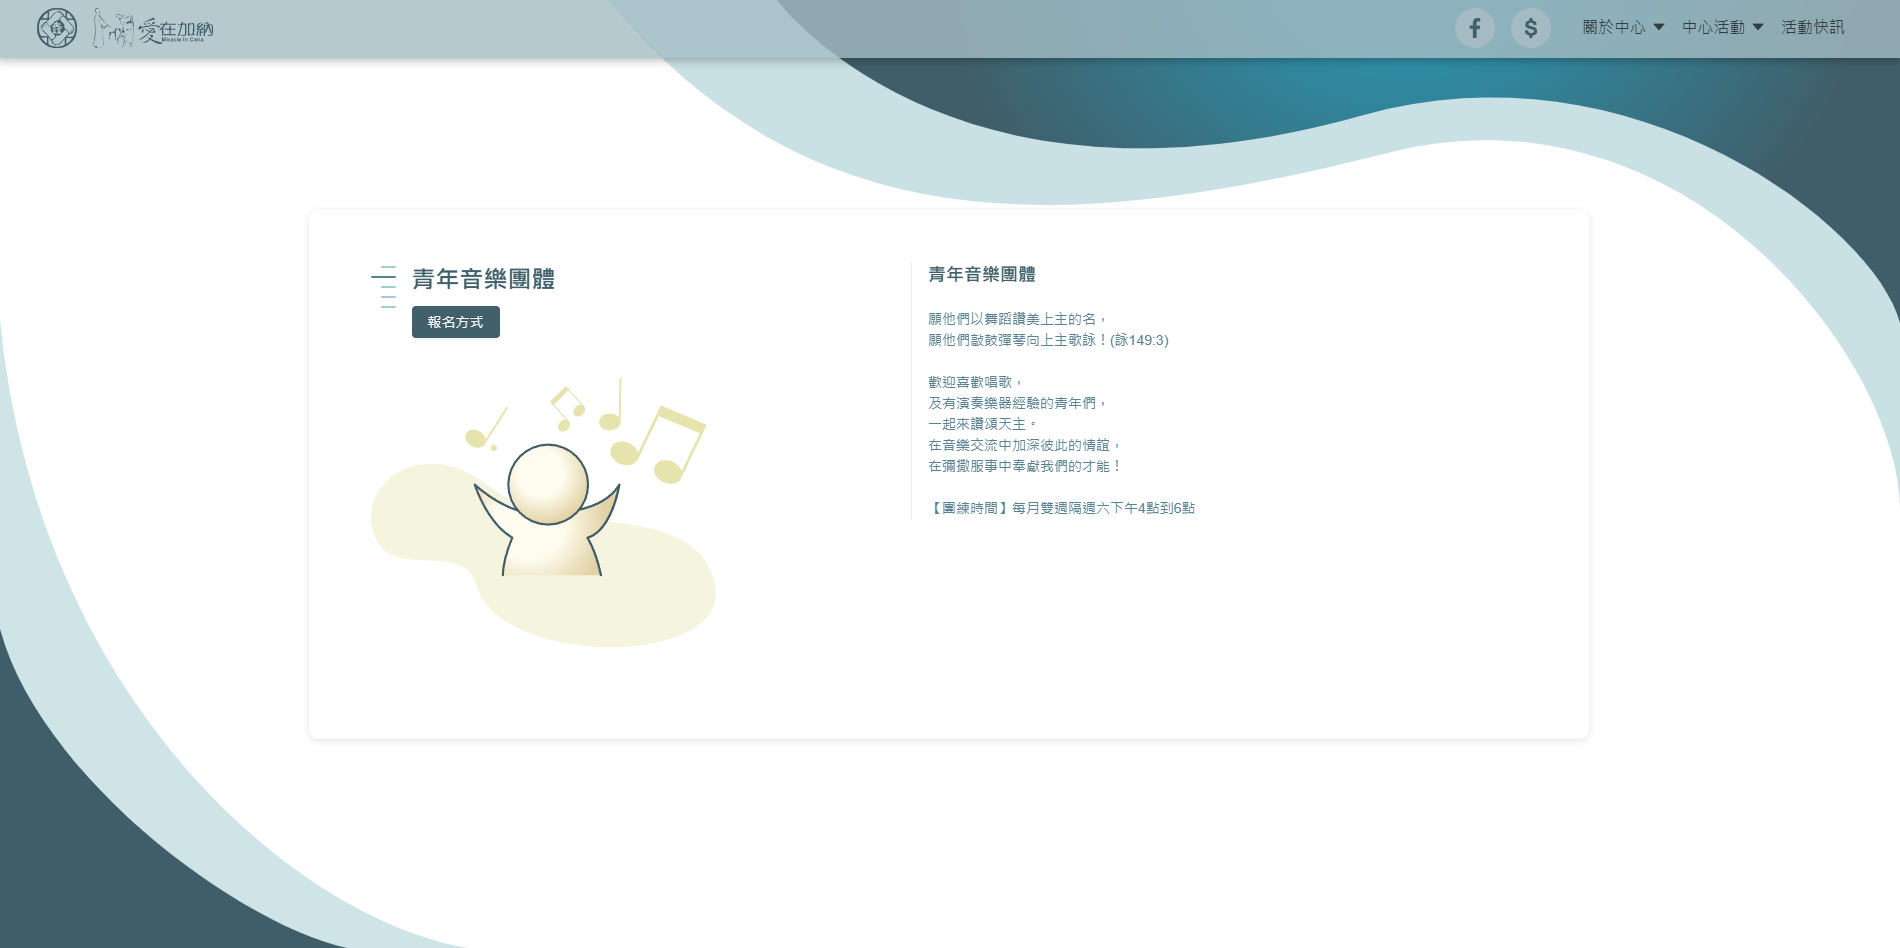 愛在加納
Miracle In Cana
關於中心
中心活動
活動快訊
青年音樂團體
報名方式
青年音樂團體
願他們以舞蹈讚美上主的名，
願他們敲鼓彈琴向上主歌詠！(詠149:3)
歡迎喜歡唱歌，
及有演奏樂器經驗的青年們，
一起來讚頌天主。
在音樂交流中加深彼此的情誼，
在彌撒服事中奉獻我們的才能！
【團練時間】每月雙週隔週六下午4點到6點